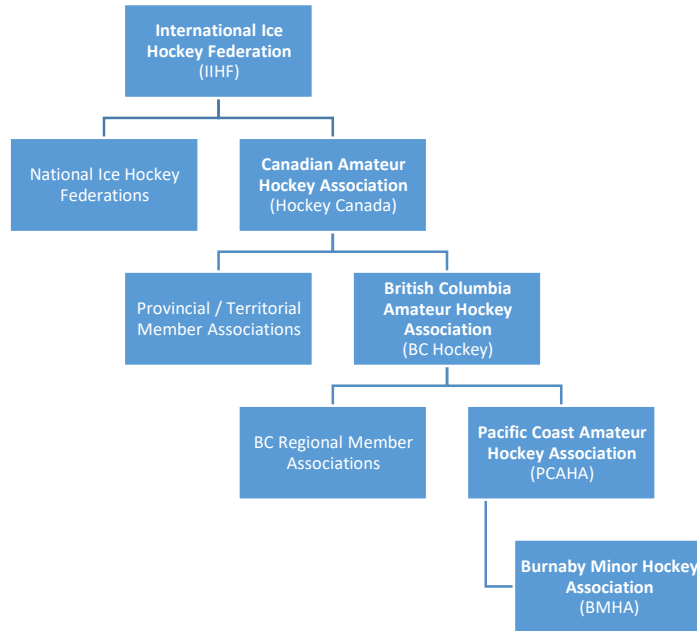 International Ice
Hockey Federation
(IIHF)
National Ice Hockey
Federations
Canadian Amateur
Hockey Association
(Hockey Canada)
Provincial / Territorial
Member Associations
British Columbia
Amateur Hockey
Association
(BC Hockey)
BC Regional Member
Associations
Pacific Coast Amateur
Hockey Association
(PCAHA)
Burnaby Minor Hockey
Association
(BMHA)